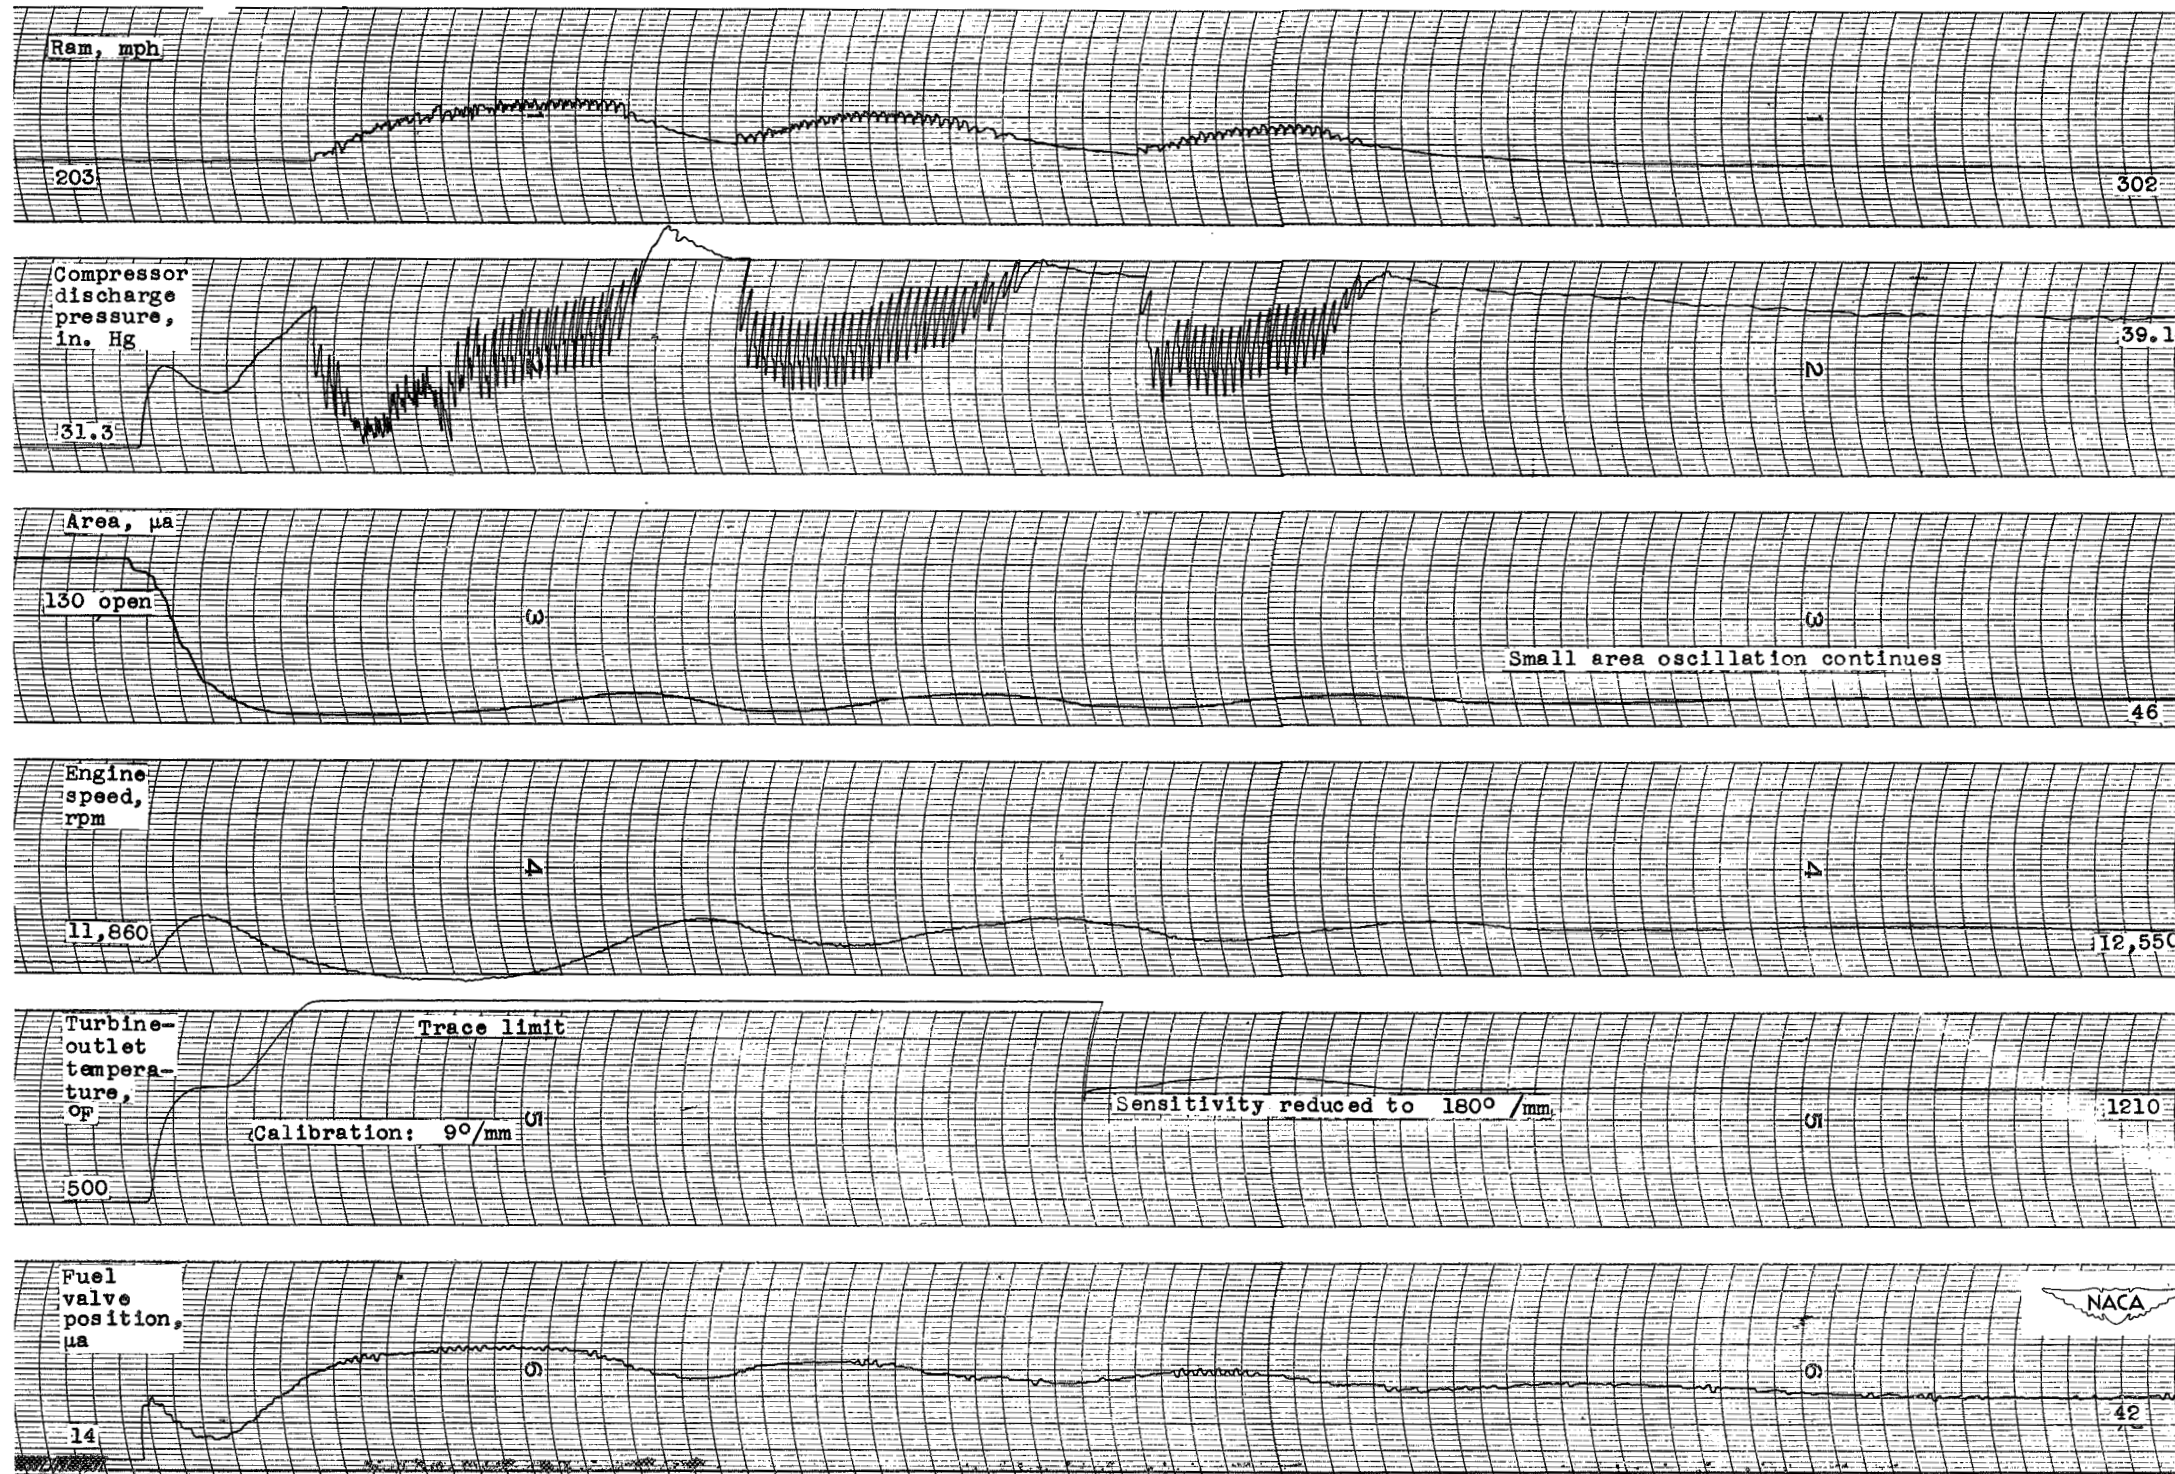 Ram, mph
1
1
203
302
Compressor
discharge
pressure,
in. Hg
2
2
39.1
31.3
Area, μa
130 open
3
3
Small area oscillation continues
46
Engine
speed,
rpm
4
4
11,860
12,550
Turbine-
outlet
tempera-
ture,
°F
Trace limit
Calibration: 9°/mm
5
Sensitivity reduced to 180°/mm
5
1210
500
Fuel
valve
position,
μa
NACA
6
6
14
42